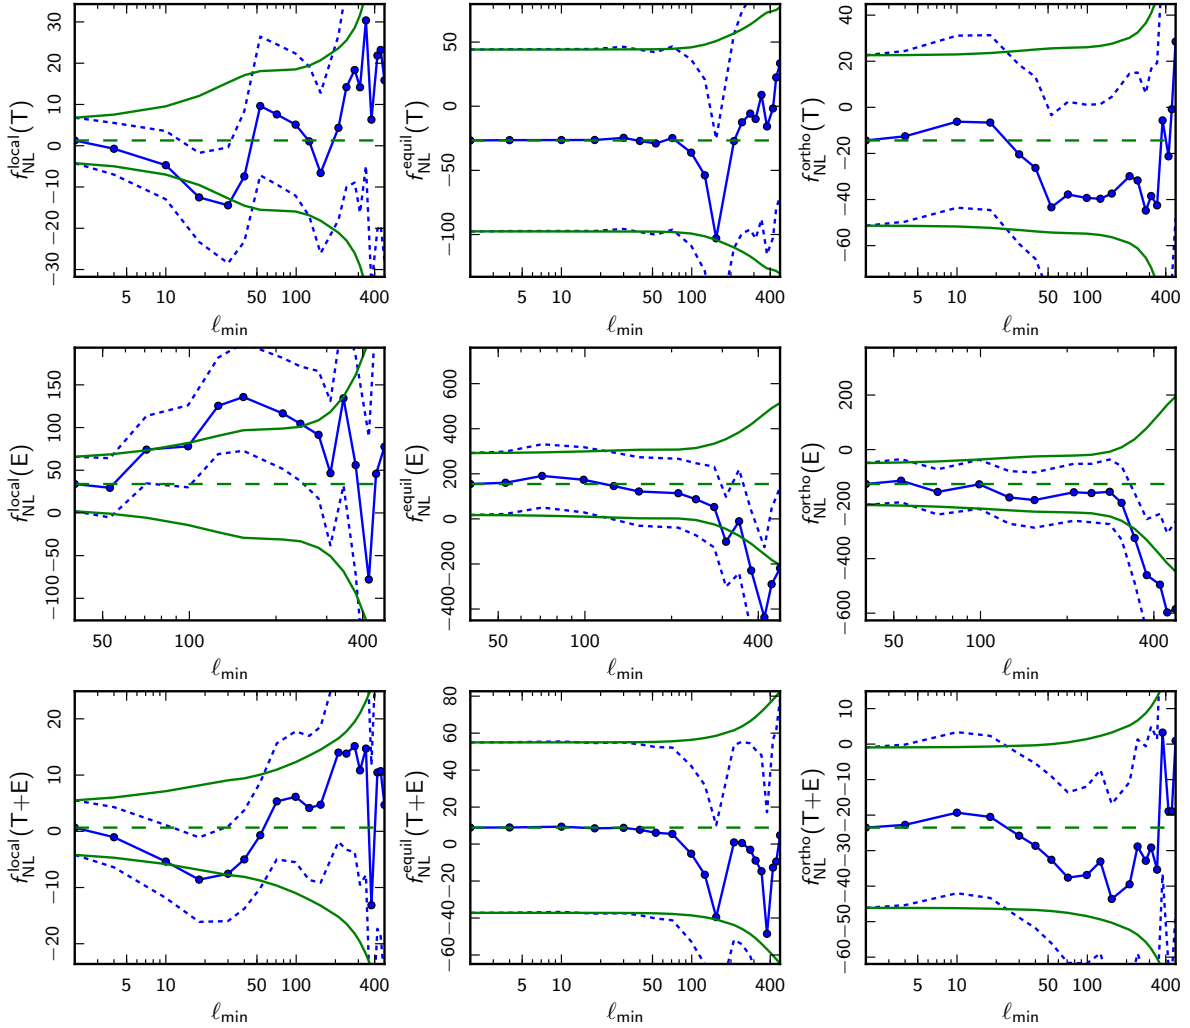 f_NL^local(T)
30
20
10
0
−10
−20
−30
5 10 50 100 400
ℓ_min
f_NL^equil(T)
50
0
−50
−100
5 10 50 100 400
ℓ_min
f_NL^ortho(T)
40
20
0
−20
−40
−60
5 10 50 100 400
ℓ_min
f_NL^local(E)
150
100
50
0
−50
−100
50 100 400
ℓ_min
f_NL^equil(E)
800
600
400
200
0
−200
−400
50 100 400
ℓ_min
f_NL^ortho(E)
200
0
−200
−400
−600
50 100 400
ℓ_min
f_NL^local(T+E)
20
10
0
−10
−20
5 10 50 100 400
ℓ_min
f_NL^equil(T+E)
80
60
40
20
0
−20
−40
−60
5 10 50 100 400
ℓ_min
f_NL^ortho(T+E)
10
0
−10
−20
−30
−40
−50
−60
5 10 50 100 400
ℓ_min